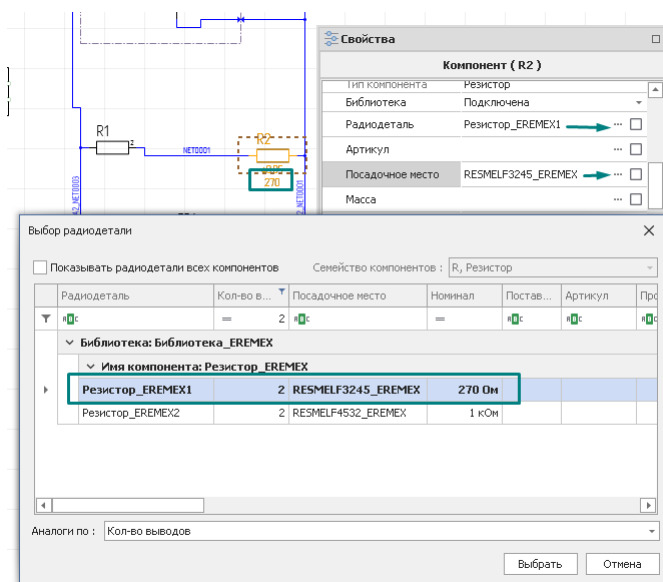 Свойства
Компонент ( R2 )
Тип компонента Резистор
Библиотека Подключена
Радиодеталь Резистор_EREMEX1 ...
Артикул ...
Посадочное место RESMELF3245_EREMEX ...
Масса ...
R1
2
NET0001
R2
270
A2_NET0003
Выбор радиодетали
Показывать радиодетали всех компонентов Семейство компонентов : R, Резистор
Радиодеталь Кол-во в... Посадочное место Номинал Постав... Артикул Про
= 2 =
Библиотека: Библиотека_EREMEX
Имя компонента: Резистор_EREMEX
Резистор_EREMEX1 2 RESMELF3245_EREMEX 270 Ом
Резистор_EREMEX2 2 RESMELF4532_EREMEX 1 кОм
Аналоги по : Кол-во выводов
Выбрать Отмена